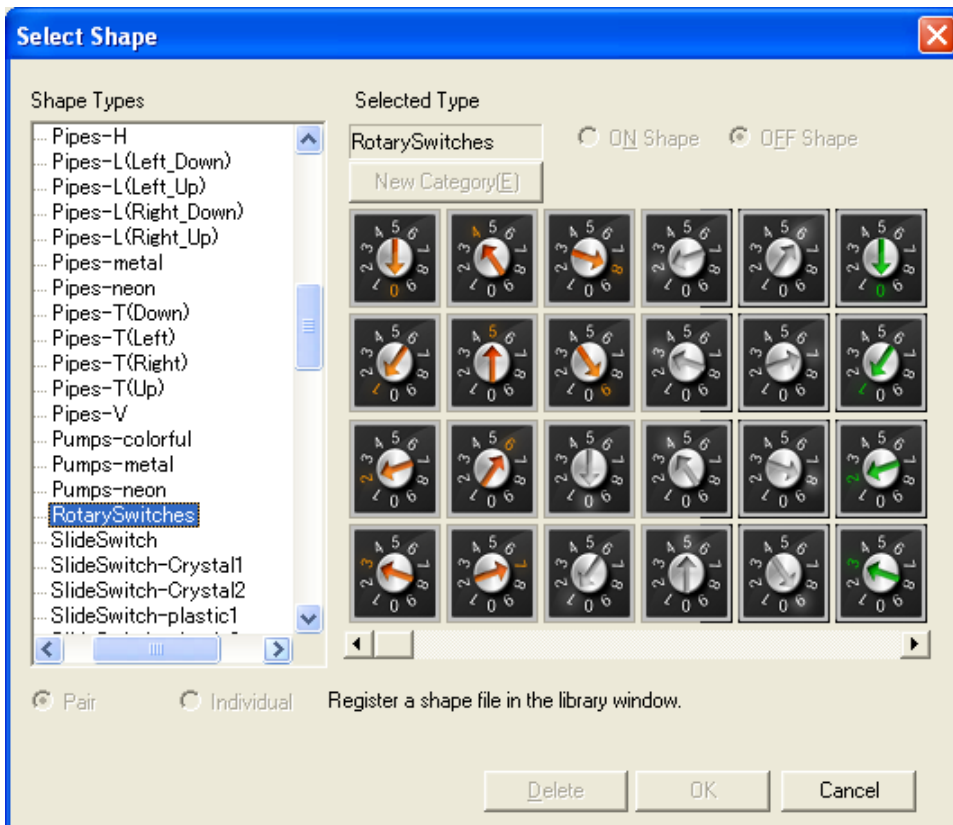 Select Shape
Shape Types
Pipes-H
Pipes-L(Left_Down)
Pipes-L(Left_Up)
Pipes-L(Right_Down)
Pipes-L(Right_Up)
Pipes-metal
Pipes-neon
Pipes-T(Down)
Pipes-T(Left)
Pipes-T(Right)
Pipes-T(Up)
Pipes-V
Pumps-colorful
Pumps-metal
Pumps-neon
RotarySwitches
SlideSwitch
SlideSwitch-Crystal1
SlideSwitch-Crystal2
SlideSwitch-plastic1
Selected Type
RotarySwitches
ON Shape
OFF Shape
New Category(E)
Pair
Individual
Register a shape file in the library window.
Delete
OK
Cancel